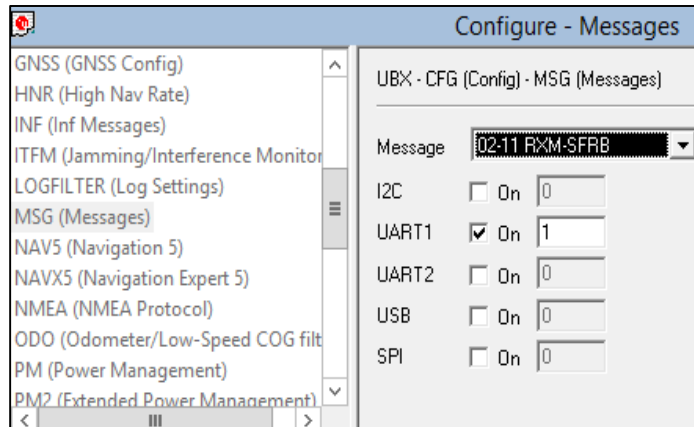 Configure - Messages
GNSS (GNSS Config)
HNR (High Nav Rate)
INF (Inf Messages)
ITFM (Jamming/Interference Monitor
LOGFILTER (Log Settings)
MSG (Messages)
NAV5 (Navigation 5)
NAVX5 (Navigation Expert 5)
NMEA (NMEA Protocol)
ODO (Odometer/Low-Speed COG filt
PM (Power Management)
PM2 (Extended Power Management)
UBX - CFG (Config) - MSG (Messages)
Message 02-11 RXM-SFRB
I2C On 0
UART1 On 1
UART2 On 0
USB On 0
SPI On 0